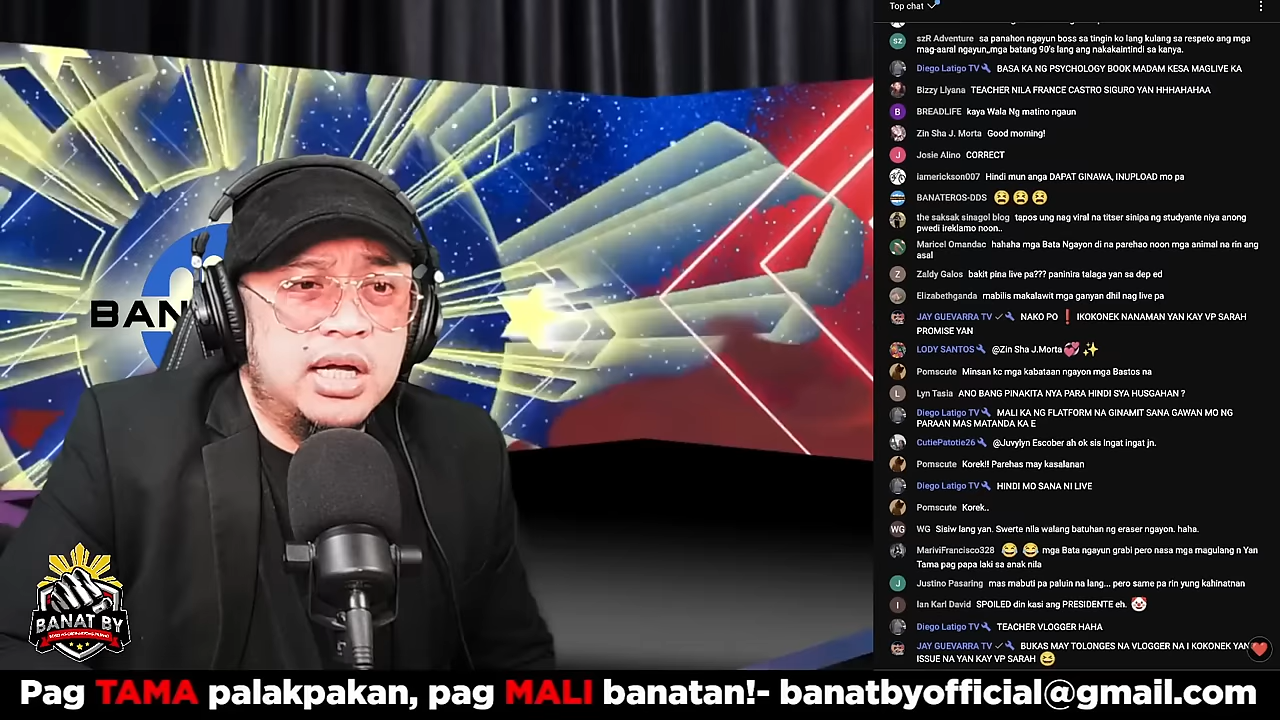 Top chat
szR Adventure sa panahon ngayun boss sa tingin ko lang kulang sa respeto ang mga
mag-aaral ngayun,,mga batang 90's lang ang nakakaintindi sa kanya.
Diego Latigo TV BASA KA NG PSYCHOLOGY BOOK MADAM KESA MAGLIVE KA
Bizzy Llyana TEACHER NILA FRANCE CASTRO SIGURO YAN HHHAHAHAA
BREADLIFE kaya Wala Ng matino ngaun
Zin Sha J. Morta Good morning!
Josie Alino CORRECT
iamerickson007 Hindi mun anga DAPAT GINAWA, INUPLOAD mo pa
BANATEROS-DDS 😫 😫 😫
the saksak sinagol blog tapos ung nag viral na titser sinipa ng studyante niya anong
pwedi ireklamo noon..
Maricel Omandac hahaha mga Bata Ngayon di na parehao noon mga animal na rin ang
asal
Zaldy Galos bakit pina live pa??? paninira talaga yan sa dep ed
Elizabethganda mabilis makalawit mga ganyan dhil nag live pa
JAY GUEVARRA TV NAKO PO ❗ IKOKONEK NANAMAN YAN KAY VP SARAH
PROMISE YAN
LODY SANTOS @Zin Sha J.Morta💞 ✨
Pomscute Minsan kc mga kabataan ngayon mga Bastos na
Lyn Tasia ANO BANG PINAKITA NYA PARA HINDI SYA HUSGAHAN ?
Diego Latigo TV MALI KA NG FLATFORM NA GINAMIT SANA GAWAN MO NG
PARAAN MAS MATANDA KA E
CutiePatotie26 @Juvylyn Escober ah ok sis Ingat ingat jn.
Pomscute Korek!! Parehas may kasalanan
Diego Latigo TV HINDI MO SANA NI LIVE
Pomscute Korek..
WG Sisiw lang yan. Swerte nila walang batuhan ng eraser ngayon. haha.
MariviFrancisco328 😂 😂 mga Bata ngayun grabi pero nasa mga magulang n Yan
Tama pag papa laki sa anak nila
Justino Pasaring mas mabuti pa paluin na lang... pero same pa rin yung kahinatnan
Ian Karl David SPOILED din kasi ang PRESIDENTE eh. 🤡
Diego Latigo TV TEACHER VLOGGER HAHA
JAY GUEVARRA TV BUKAS MAY TOLONGES NA VLOGGER NA I KOKONEK YAN
ISSUE NA YAN KAY VP SARAH 😆
BAN
BANAT BY
Pag TAMA palakpakan, pag MALI banatan!- banatbyofficial@gmail.com